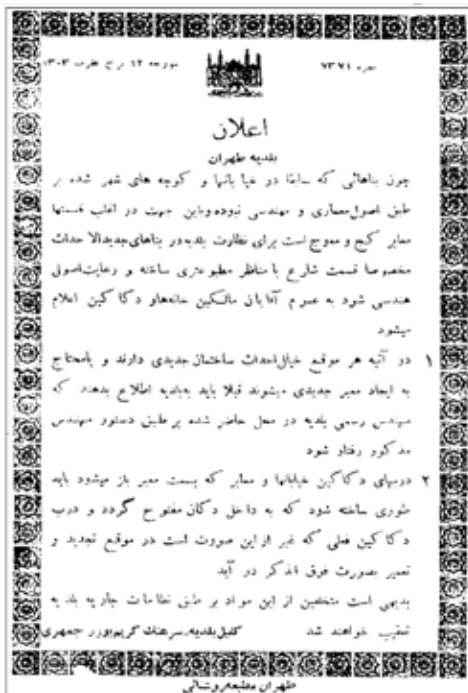 نمره ۷۳۷۱ مورخه ۱۲ برج عقرب ۱۳۰۳
اعلان
بلدیه طهران
چون بناهائی که سابقا در خیابانها و کوچه های شهر شده بر
طبق اصول معماری و مهندسی نبوده و باین جهت در اغلب قسمتها
معابر کج و معوج است برای نظارت بلدیه در بناهای جدیدالاحداث
مخصوصا قسمت شارع با مناظر مطبوعتری ساخته و رعایت اصول
هندسی شود به عموم آقایان مالکین خانه‌ها و دکاکین اعلام
میشود
۱ در آتیه هر موقع خیال احداث ساختمان جدیدی دارند و یا محتاج
به ایجاد معبر جدیدی میشوند قبلا باید ببلدیه اطلاع بدهند که
مهندس رسمی بلدیه در محل حاضر شده بر طبق دستور مهندس
مذکور رفتار شود
۲ دربهای دکاکین خیابانها و معابر که بسمت معبر باز میشود باید
طوری ساخته شود که به داخل دکان مفتوح گردد و درب
دکاکین فعلی که غیر از این صورت است در موقع تجدید و
تعمیر بصورت فوق الذکر در آید
بدیهی است متخلفین از این مواد بر طبق نظامات جاریه بلدیه
تعقیب خواهند شد کفیل بلدیه، سرهنگ کریم بوزرجمهری
طهران مطبعه روشنائی